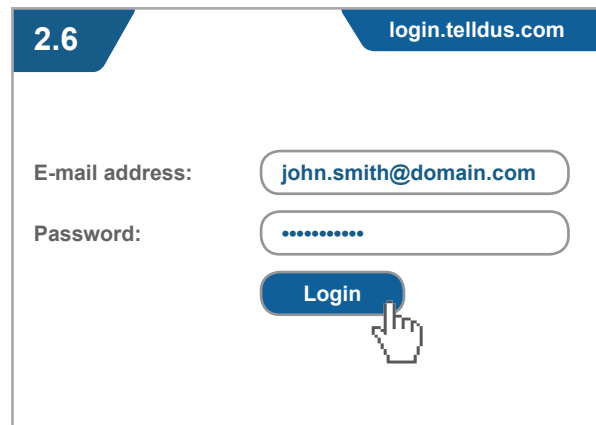 2.6
login.telldus.com
E-mail address:
john.smith@domain.com
Password:
•••••••••••
Login